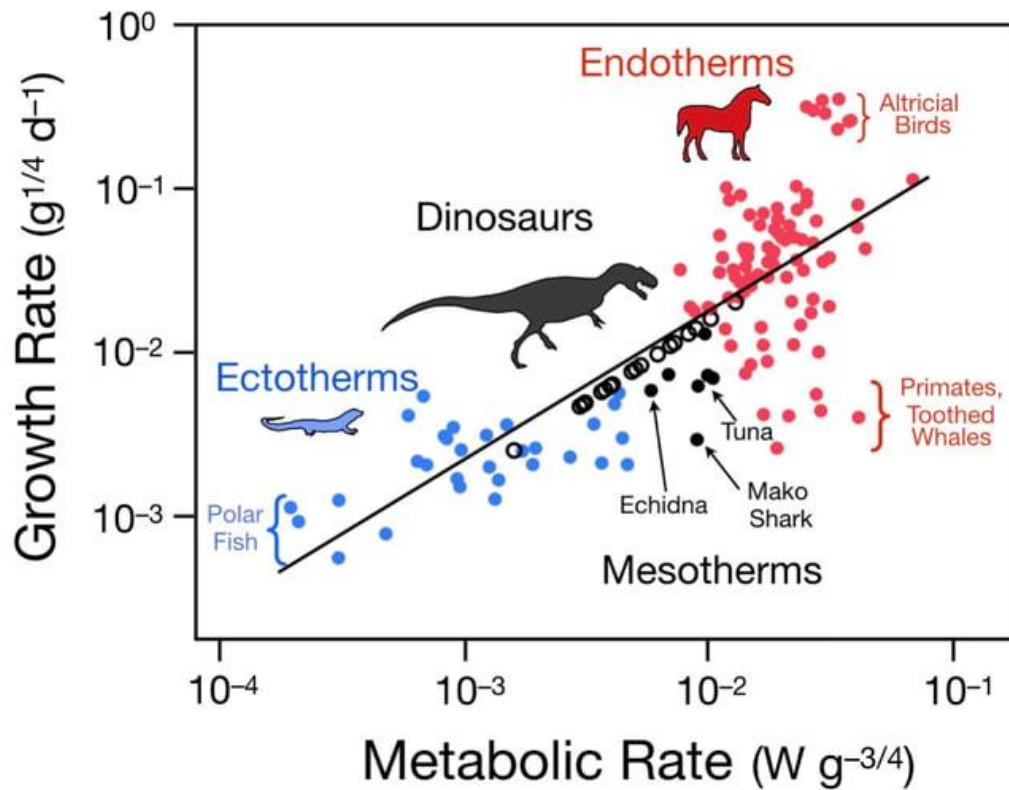 Growth Rate (g^1/4 d^–1)
10^0
10^–1
10^–2
10^–3
Endotherms
Altricial
Birds
Dinosaurs
Ectotherms
Primates,
Toothed
Whales
Tuna
Echidna
Mako
Shark
Polar
Fish
Mesotherms
10^–4
10^–3
10^–2
10^–1
Metabolic Rate (W g^–3/4)